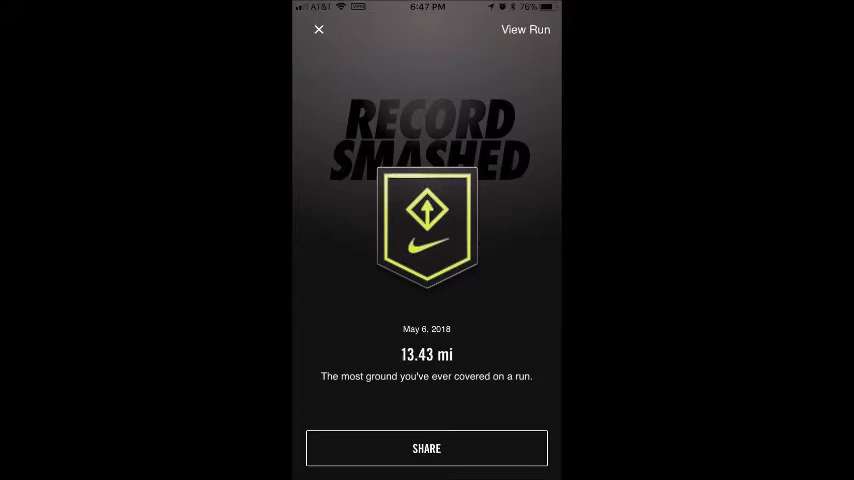 AT&T VPN 6:47 PM 76%
View Run
RECORD
SMASHED
May 6, 2018
13.43 mi
The most ground you've ever covered on a run.
SHARE